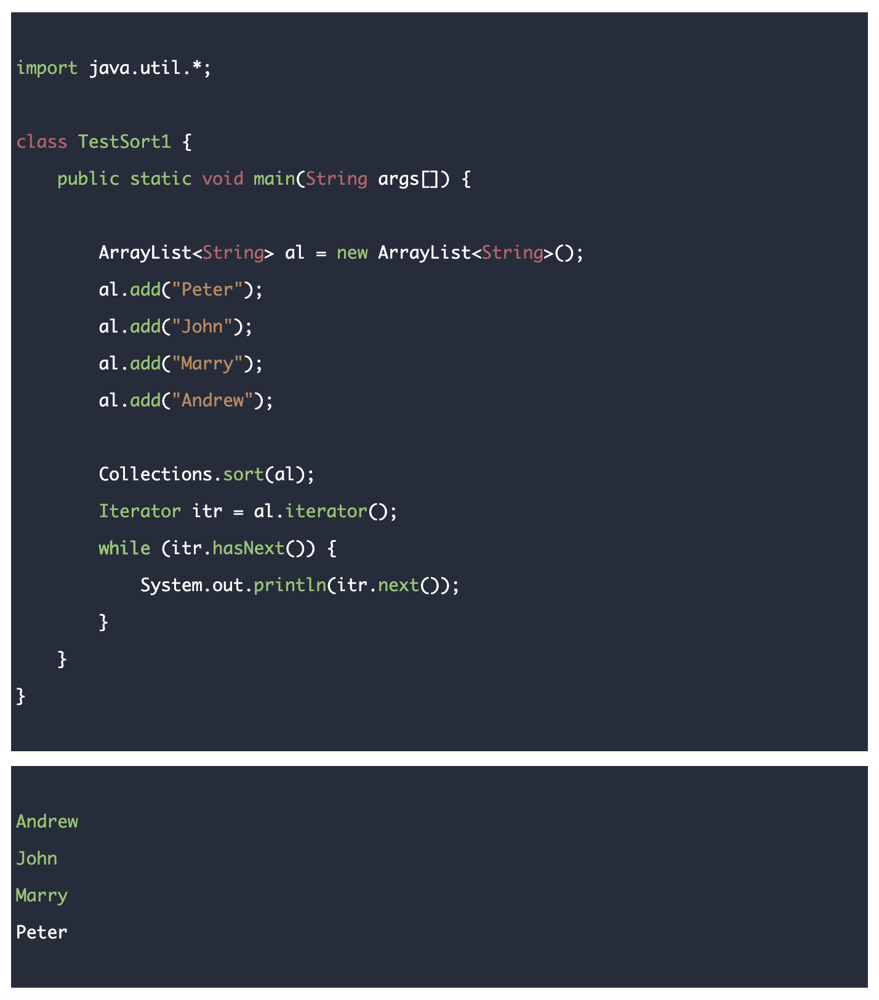 import java.util.*;
class TestSort1 {
    public static void main(String args[]) {
        ArrayList<String> al = new ArrayList<String>();
        al.add("Peter");
        al.add("John");
        al.add("Marry");
        al.add("Andrew");
        Collections.sort(al);
        Iterator itr = al.iterator();
        while (itr.hasNext()) {
            System.out.println(itr.next());
        }
    }
}
Andrew
John
Marry
Peter